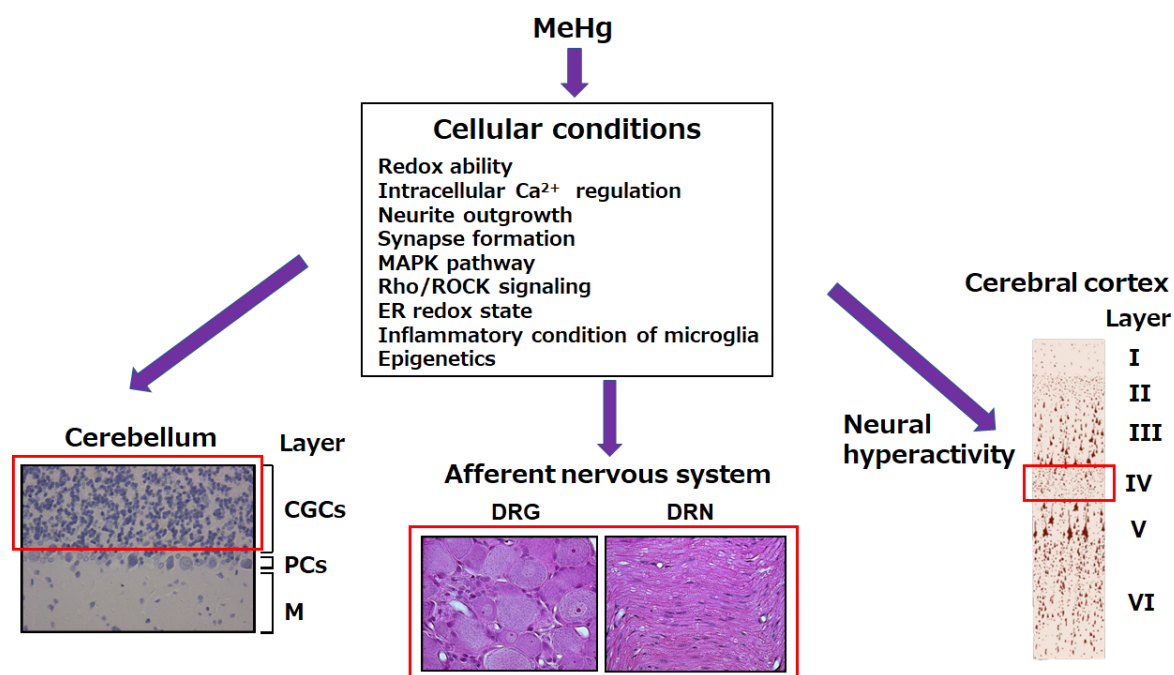 MeHg
Cellular conditions
Redox ability
Intracellular Ca²⁺ regulation
Neurite outgrowth
Synapse formation
MAPK pathway
Rho/ROCK signaling
ER redox state
Inflammatory condition of microglia
Epigenetics
Cerebellum
Layer
CGCs
PCs
M
Afferent nervous system
DRG
DRN
Neural
hyperactivity
Cerebral cortex
Layer
I
II
III
IV
V
VI